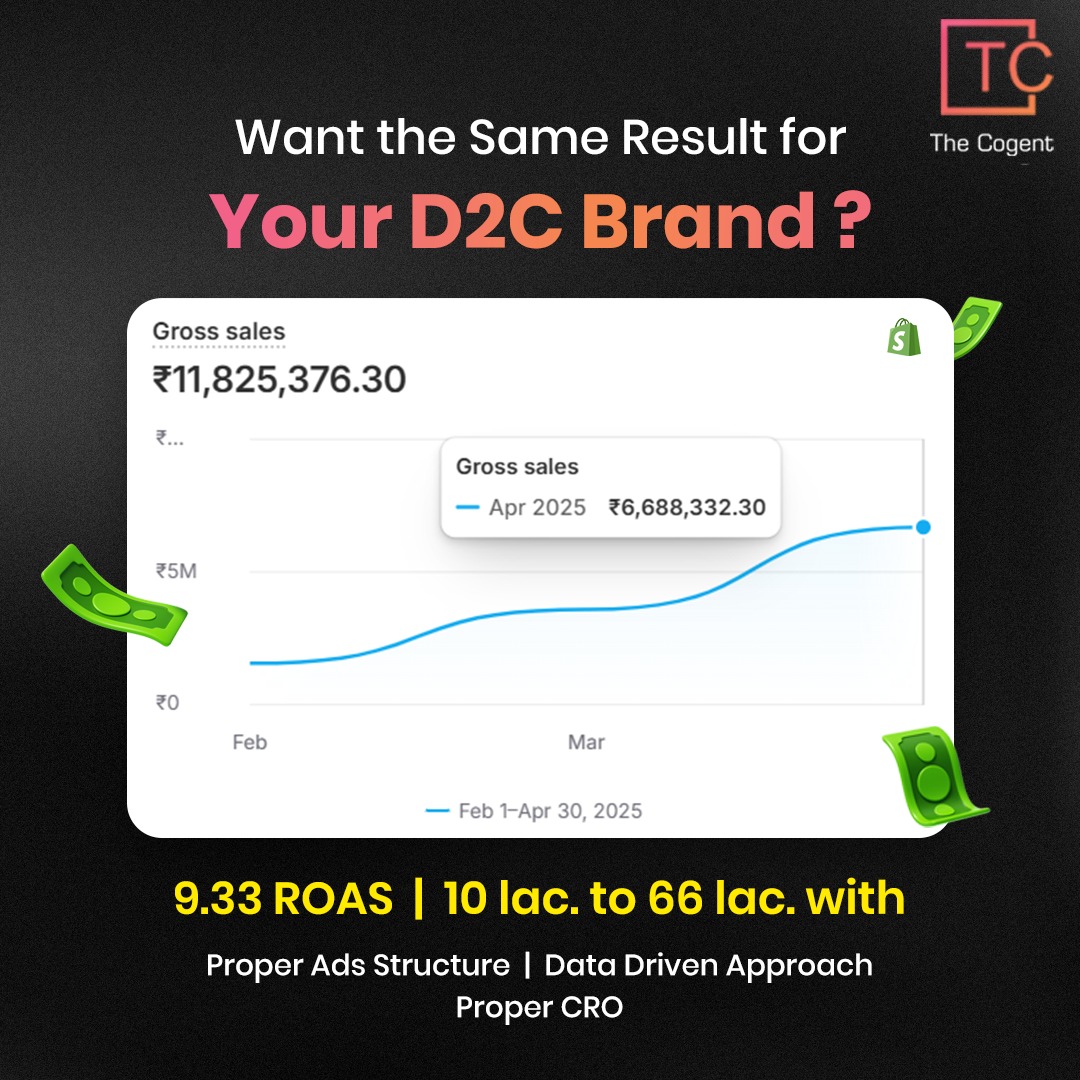 TC
The Cogent
Want the Same Result for
Your D2C Brand ?
Gross sales
₹11,825,376.30
₹...
Gross sales
Apr 2025 ₹6,688,332.30
₹5M
₹0
Feb Mar
Feb 1–Apr 30, 2025
9.33 ROAS | 10 lac. to 66 lac. with
Proper Ads Structure | Data Driven Approach
Proper CRO